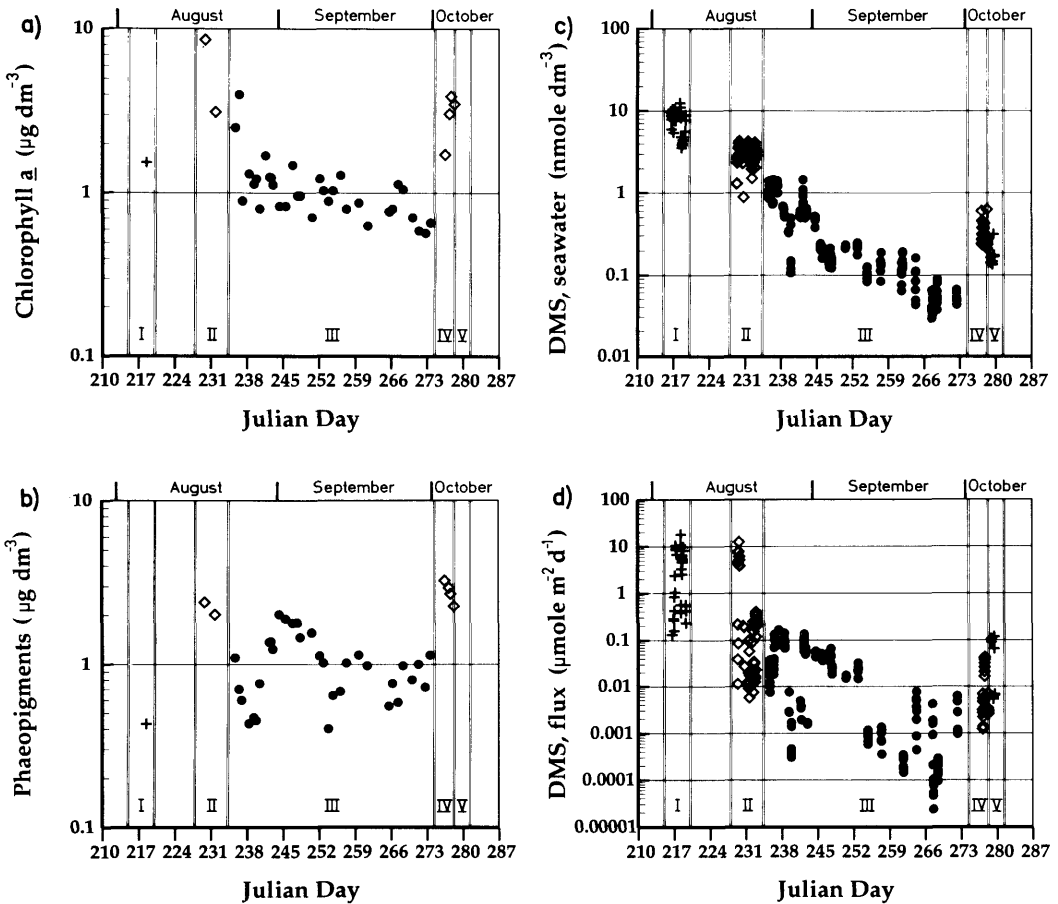 a)
August September October
10
1
0.1
Chlorophyll a (µg dm⁻³)
I II III IV V
210 217 224 231 238 245 252 259 266 273 280 287
Julian Day
c)
August September October
100
10
1
0.1
0.01
DMS, seawater (nmole dm⁻³)
I II III IV V
210 217 224 231 238 245 252 259 266 273 280 287
Julian Day
b)
August September October
10
1
0.1
Phaeopigments (µg dm⁻³)
I II III IV V
210 217 224 231 238 245 252 259 266 273 280 287
Julian Day
d)
August September October
100
10
1
0.1
0.01
0.001
0.0001
0.00001
DMS, flux (µmole m⁻² d⁻¹)
I II III IV V
210 217 224 231 238 245 252 259 266 273 280 287
Julian Day